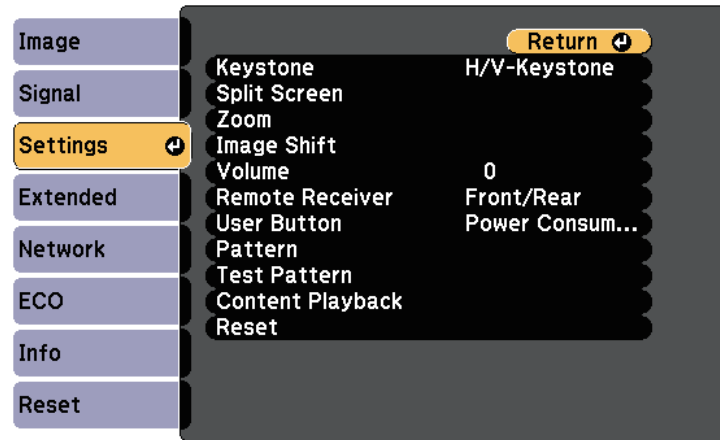 Image
Signal
Settings
Extended
Network
ECO
Info
Reset
Return
Keystone H/V-Keystone
Split Screen
Zoom
Image Shift
Volume 0
Remote Receiver Front/Rear
User Button Power Consum...
Pattern
Test Pattern
Content Playback
Reset